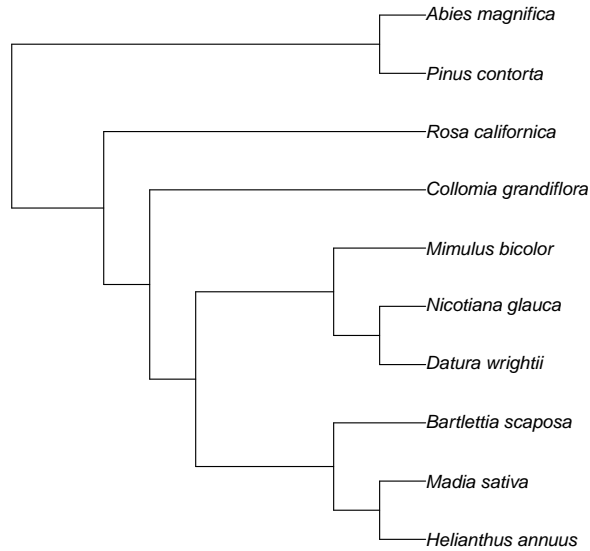 Abies magnifica
Pinus contorta
Rosa californica
Collomia grandiflora
Mimulus bicolor
Nicotiana glauca
Datura wrightii
Bartlettia scaposa
Madia sativa
Helianthus annuus